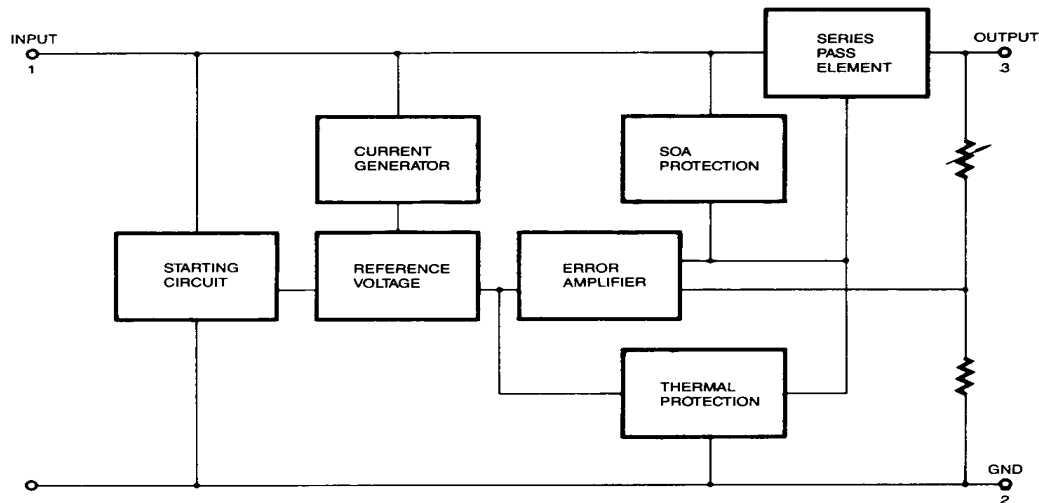 SERIES
PASS
ELEMENT
INPUT
1
OUTPUT
3
CURRENT
GENERATOR
SOA
PROTECTION
STARTING
CIRCUIT
REFERENCE
VOLTAGE
ERROR
AMPLIFIER
THERMAL
PROTECTION
GND
2